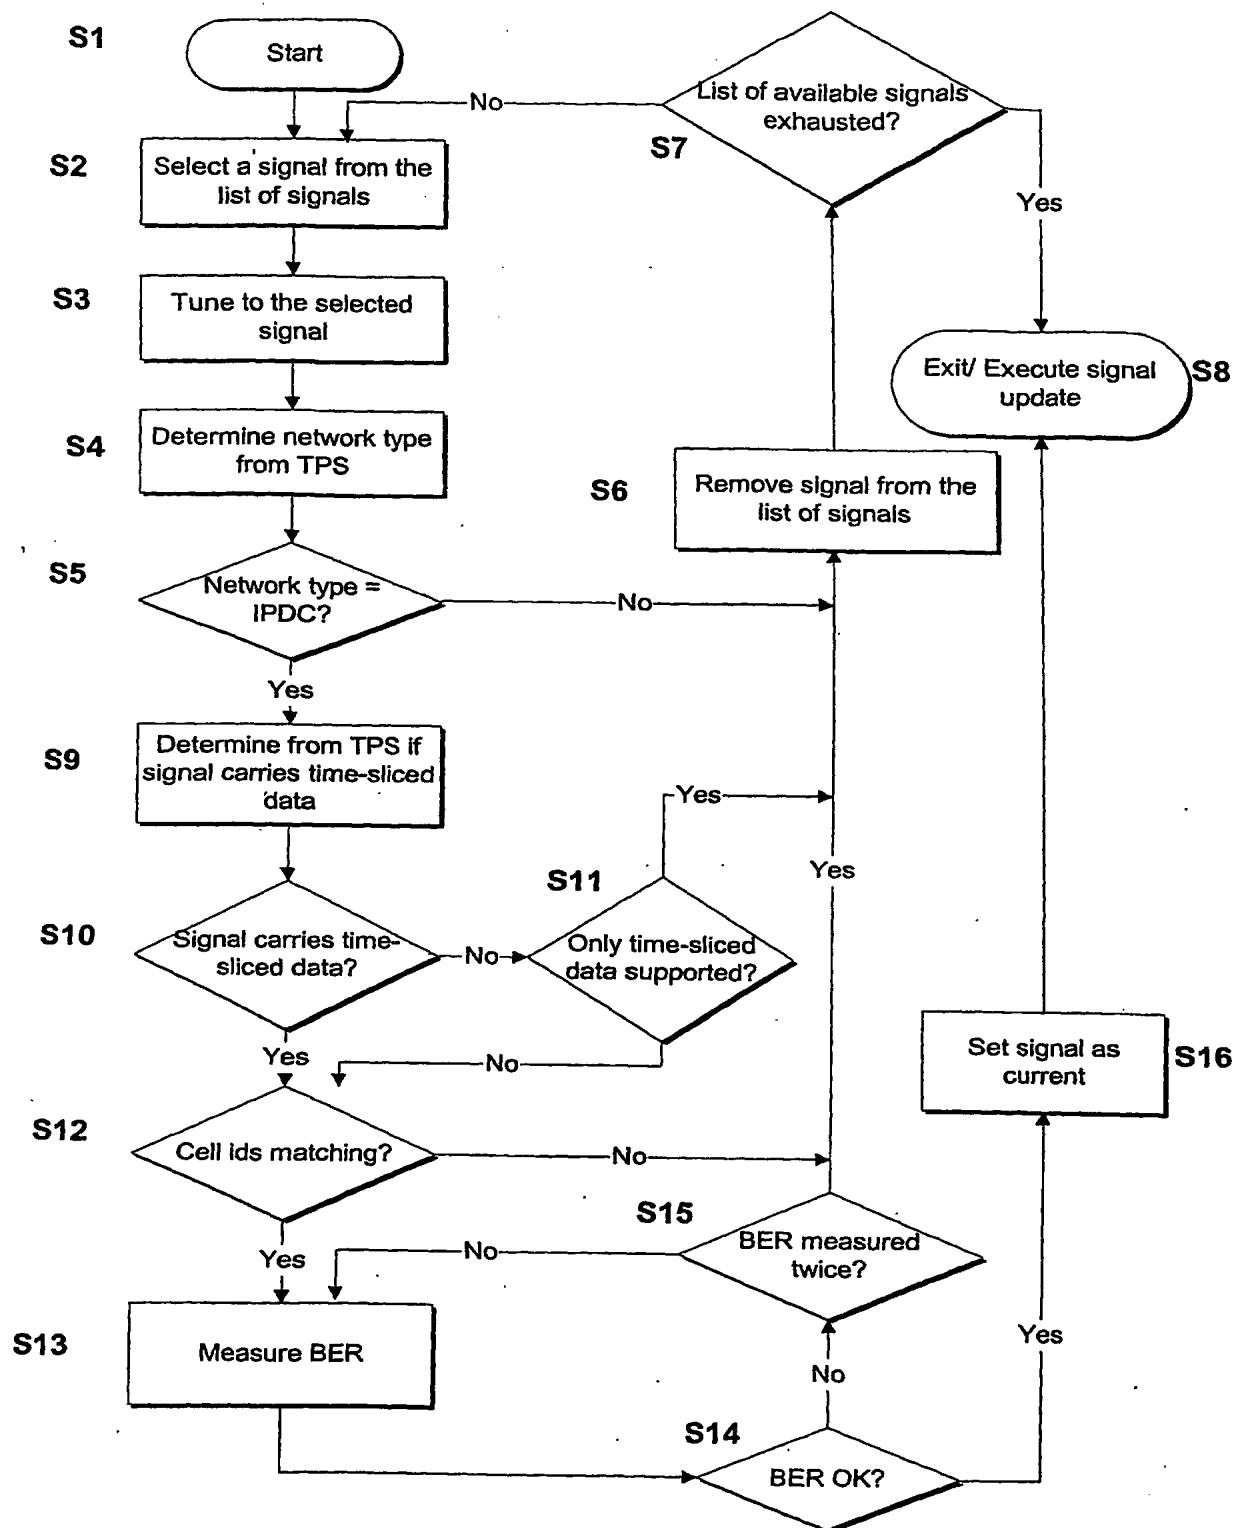 S1
Start
List of available signals
exhausted?
No
S7
S2
Select a signal from the
list of signals
Yes
S3
Tune to the selected
signal
Exit/ Execute signal
update
S8
S4
Determine network type
from TPS
S6
Remove signal from the
list of signals
S5
Network type =
IPDC?
No
Yes
S9
Determine from TPS if
signal carries time-sliced
data
Yes
Yes
S11
S10
Signal carries time-
sliced data?
No
Only time-sliced
data supported?
Yes
No
Set signal as
current
S16
S12
Cell ids matching?
No
S15
BER measured
twice?
No
Yes
S13
Measure BER
Yes
No
S14
BER OK?